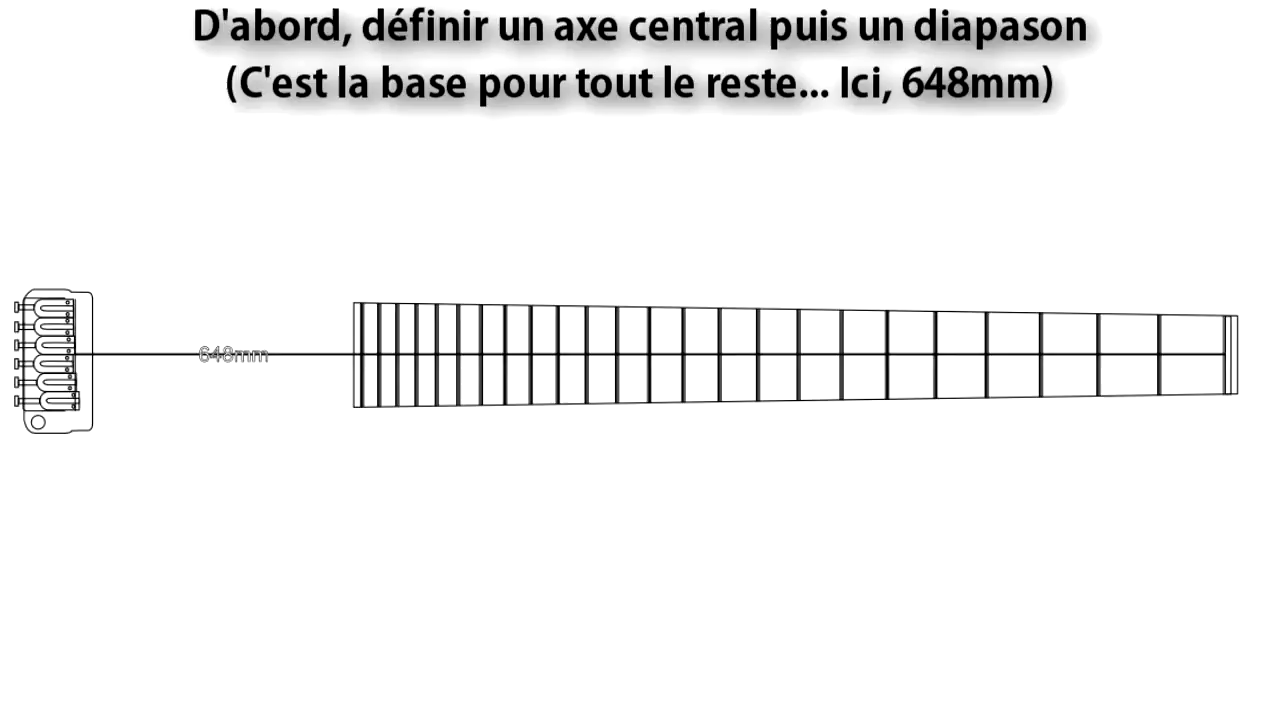 D'abord, définir un axe central puis un diapason
(C'est la base pour tout le reste... Ici, 648mm)
648mm